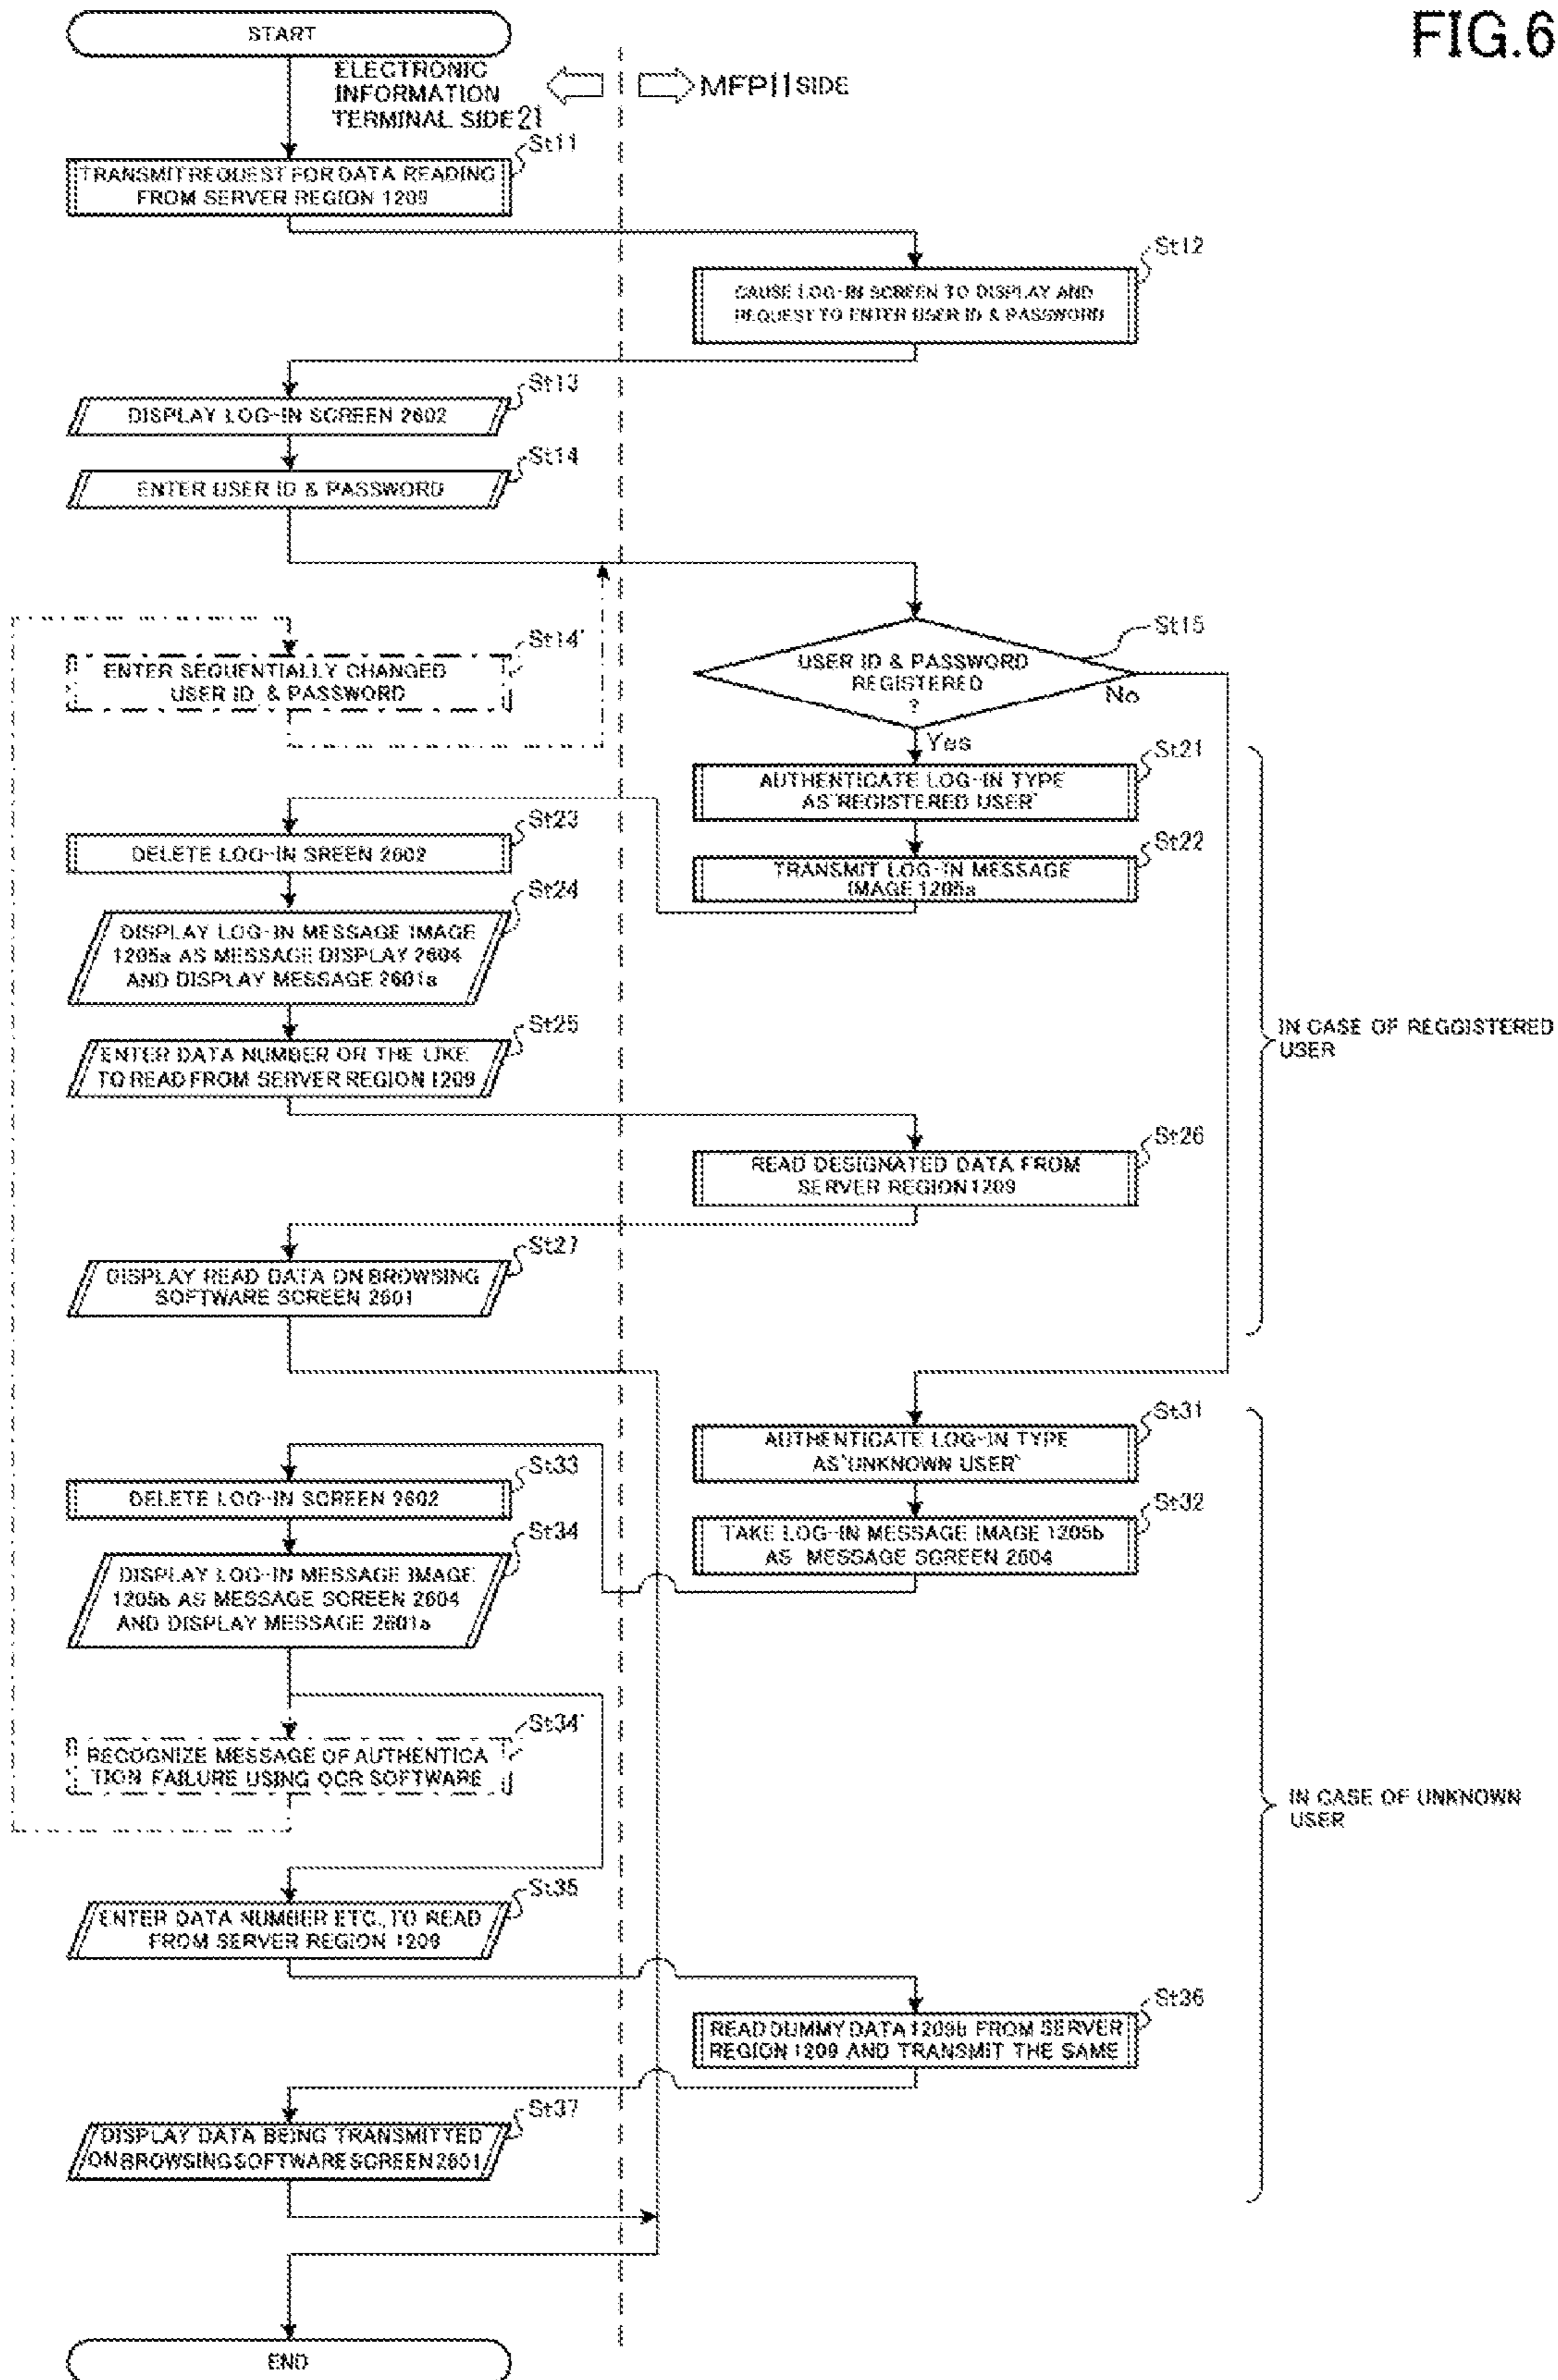 FIG.6
START
ELECTRONIC
INFORMATION
TERMINAL SIDE 21
MFP11 SIDE
St11
TRANSMIT REQUEST FOR DATA READING
FROM SERVER REGION 1209
St12
CAUSE LOG-IN SCREEN TO DISPLAY AND
REQUEST TO ENTER USER ID & PASSWORD
St13
DISPLAY LOG-IN SCREEN 2602
St14
ENTER USER ID & PASSWORD
St14'
ENTER SEQUENTIALLY CHANGED
USER ID & PASSWORD
St15
USER ID & PASSWORD
REGISTERED
?
No
Yes
St21
AUTHENTICATE LOG-IN TYPE
AS'REGISTERED USER'
St22
TRANSMIT LOG-IN MESSAGE
IMAGE 1205a
St23
DELETE LOG-IN SREEN 2602
St24
DISPLAY LOG-IN MESSAGE IMAGE
1205a AS MESSAGE DISPLAY 2604
AND DISPLAY MESSAGE 2601a
St25
ENTER DATA NUMBER OR THE LIKE
TO READ FROM SERVER REGION 1209
IN CASE OF REGGISTERED
USER
St26
READ DESIGNATED DATA FROM
SERVER REGION 1209
St27
DISPLAY READ DATA ON BROWSING
SOFTWARE SCREEN 2601
St31
AUTHENTICATE LOG-IN TYPE
AS'UNKNOWN USER'
St32
TAKE LOG-IN MESSAGE IMAGE 1205b
AS MESSAGE SCREEN 2604
St33
DELETE LOG-IN SCREEN 2602
St34
DISPLAY LOG-IN MESSAGE IMAGE
1205b AS MESSAGE SCREEN 2604
AND DISPLAY MESSAGE 2601a
St34'
RECOGNIZE MESSAGE OF AUTHENTICA
TION FAILURE USING OCR SOFTWARE
IN CASE OF UNKNOWN
USER
St35
ENTER DATA NUMBER ETC., TO READ
FROM SERVER REGION 1209
St36
READ DUMMY DATA 1209b FROM SERVER
REGION 1209 AND TRANSMIT THE SAME
St37
DISPLAY DATA BEING TRANSMITTED
ON BROWSING SOFTWARE SCREEN 2601
END